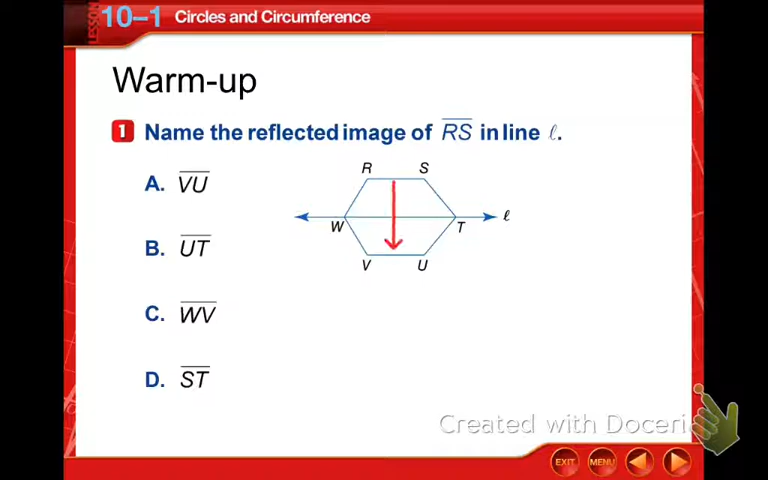 LESSON 10–1 Circles and Circumference
Warm-up
1 Name the reflected image of RS in line ℓ.
A. VU
B. UT
C. WV
D. ST
R S
W T ℓ
V U
Created with Doceri
EXIT MENU